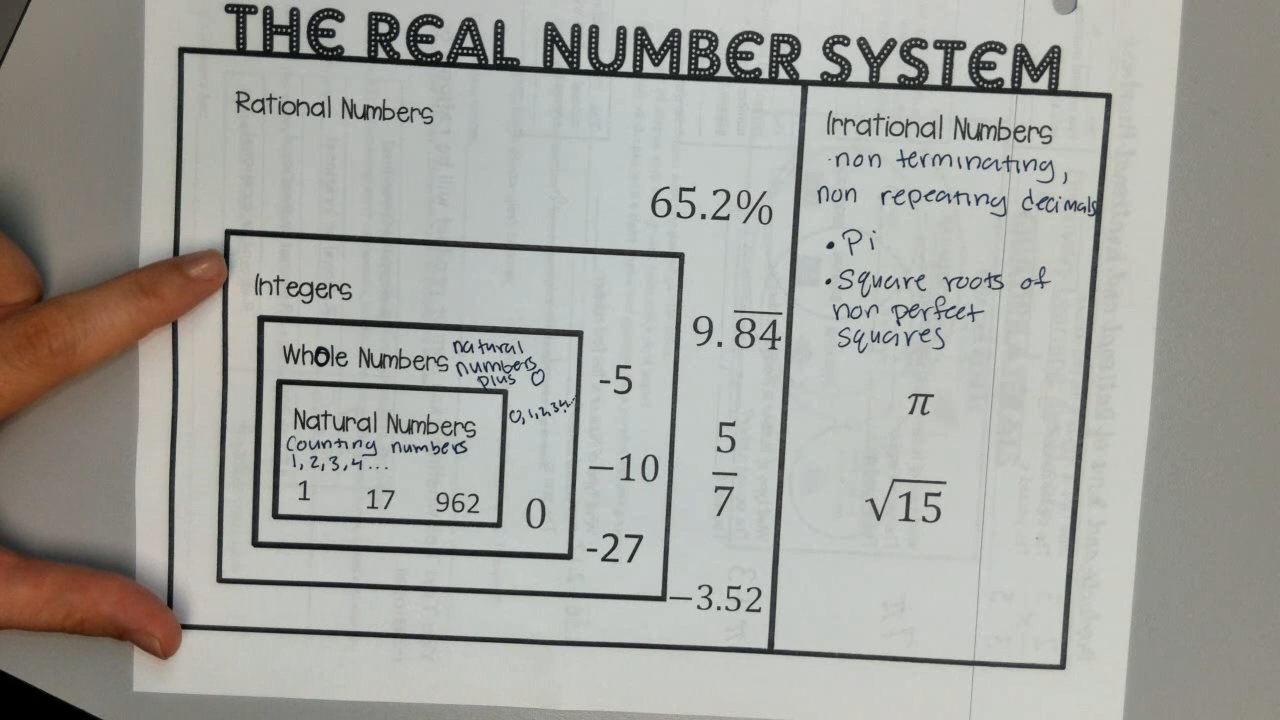 THE REAL NUMBER SYSTEM
Rational Numbers
65.2%
9.8̅4̅
5/7
−3.52
Integers
-5
−10
-27
Whole Numbers
natural
numbers
plus 0
0,1,2,3,4...
0
Natural Numbers
Counting numbers
1,2,3,4...
1 17 962
Irrational Numbers
·non terminating,
non repeating decimals
•Pi
•Square roots of
non perfect
squares
π
√15